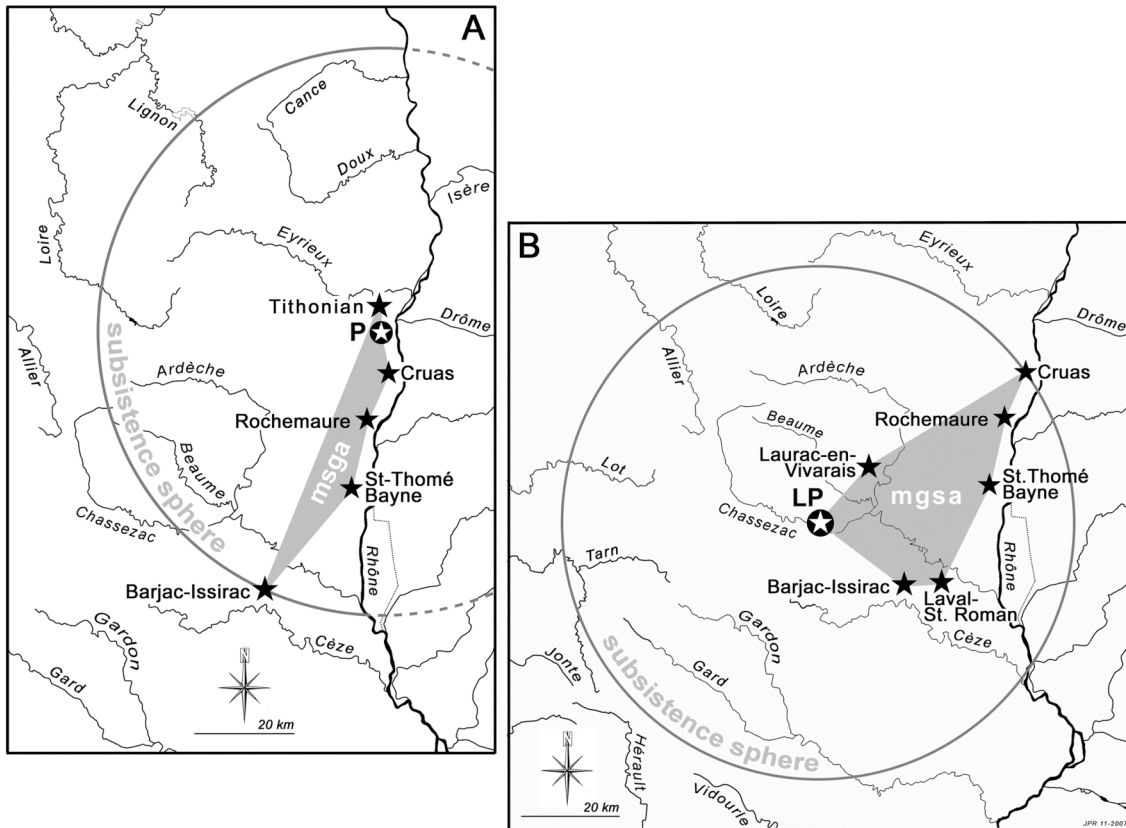 A
Lignon
Cance
Doux
Isère
Loire
Eyrieux
Tithonian
P
Drôme
subsistence sphere
Allier
Ardèche
Cruas
Rochemaure
Beaume
msga
St-Thomé
Bayne
Chassezac
Rhône
Barjac-Issirac
Gardon
Cèze
Gard
N
20 km
B
Eyrieux
Loire
Drôme
Allier
Ardèche
Cruas
Beaume
Rochemaure
Laurac-en-
Vivarais
Lot
St.Thomé
Bayne
mgsa
LP
Chassezac
Rhône
Tarn
Barjac-Issirac
Laval-
St. Roman
Cèze
Gardon
Jonte
Gard
subsistence sphere
N
Hérault
20 km
Vidourle
JPR 11-2007